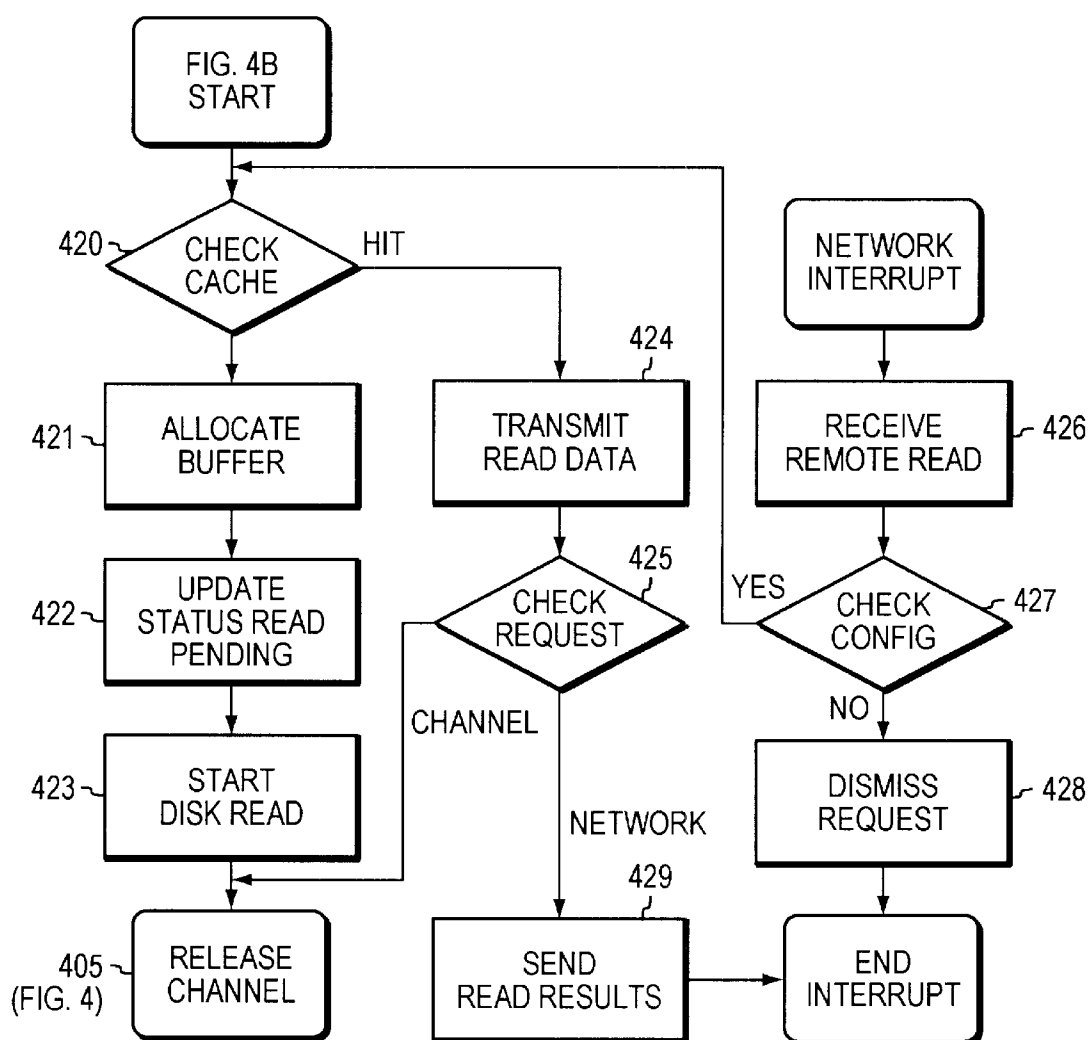 FIG. 4B
START
420
CHECK
CACHE
HIT
NETWORK
INTERRUPT
421
ALLOCATE
BUFFER
424
TRANSMIT
READ DATA
RECEIVE
REMOTE READ
426
422
UPDATE
STATUS READ
PENDING
425
CHECK
REQUEST
YES
CHECK
CONFIG
427
NO
CHANNEL
423
START
DISK READ
NETWORK
DISMISS
REQUEST
428
405
(FIG. 4)
RELEASE
CHANNEL
429
SEND
READ RESULTS
END
INTERRUPT